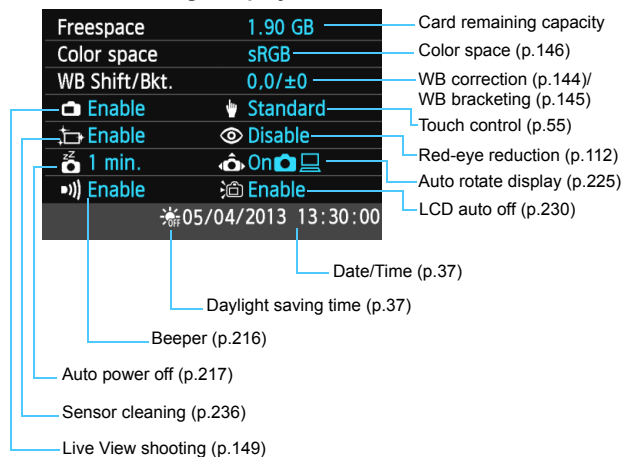 Freespace 1.90 GB Card remaining capacity
Color space sRGB Color space (p.146)
WB Shift/Bkt. 0,0/±0 WB correction (p.144)/
WB bracketing (p.145)
Enable Standard Touch control (p.55)
Enable Disable Red-eye reduction (p.112)
1 min. On Auto rotate display (p.225)
Enable Enable LCD auto off (p.230)
OFF 05/04/2013 13:30:00
Date/Time (p.37)
Daylight saving time (p.37)
Beeper (p.216)
Auto power off (p.217)
Sensor cleaning (p.236)
Live View shooting (p.149)